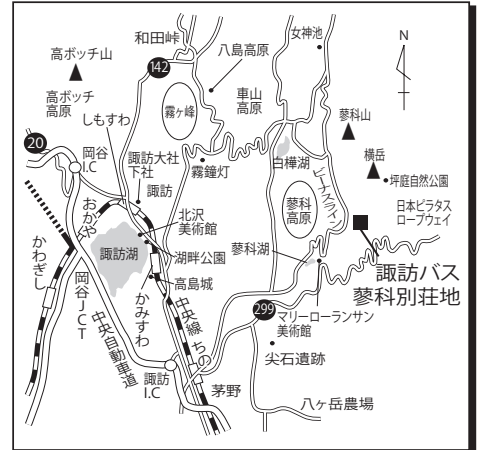 和田峠
女神池
高ボッチ山
142
八島高原
N
高ボッチ
高原
霧ヶ峰
車山
高原
蓼科山
しもすわ
20
岡谷
I.C
諏訪大社
下社
霧鐘灯
白樺湖
横岳
坪庭自然公園
諏訪
ビーナスライン
日本ピラタス
ロープウェイ
おかや
北沢
美術館
蓼科
高原
諏訪湖
湖畔公園
蓼科湖
諏訪バス
蓼科別荘地
かわぎし
岡谷JCT
高島城
かみすわ
中央線
299
マリーローランサン
美術館
中央自動車道
ちの
尖石遺跡
諏訪
I.C
茅野
八ヶ岳農場